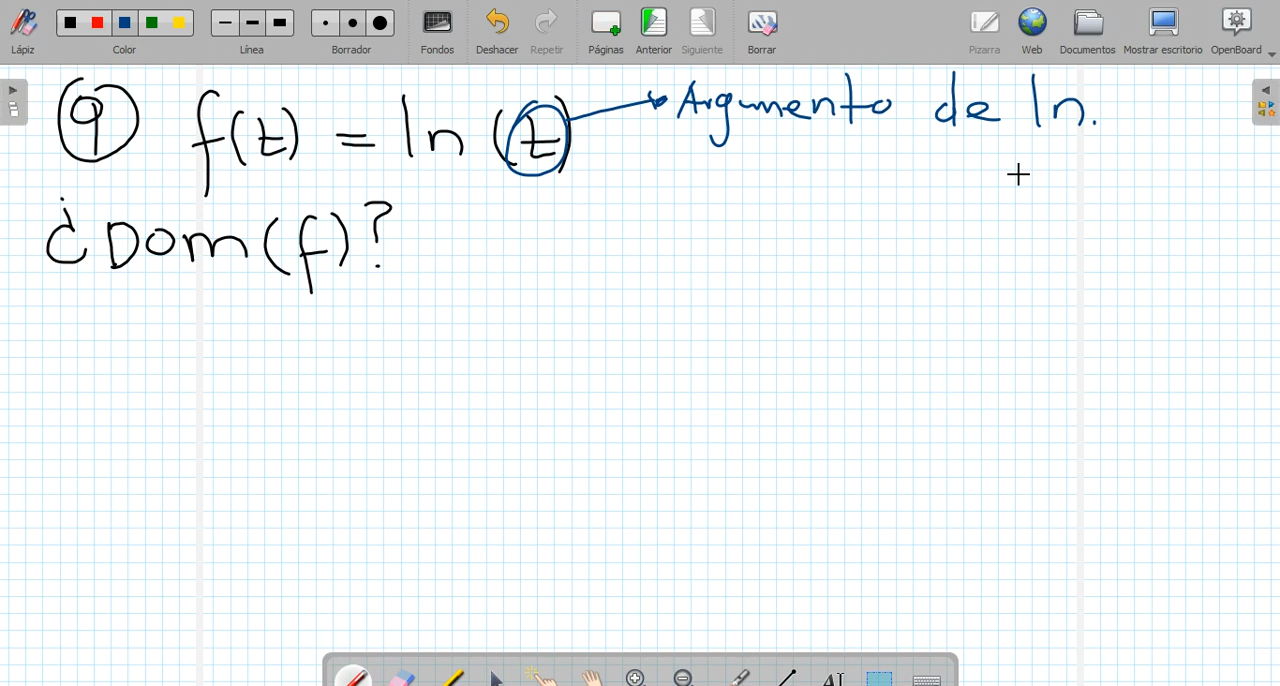 Lápiz Color Línea Borrador Fondos Deshacer Repetir Páginas Anterior Siguiente Borrar Pizarra Web Documentos Mostrar escritorio OpenBoard
9 f(t) = ln (t) Argumento de ln.
¿Dom(f)?
AI